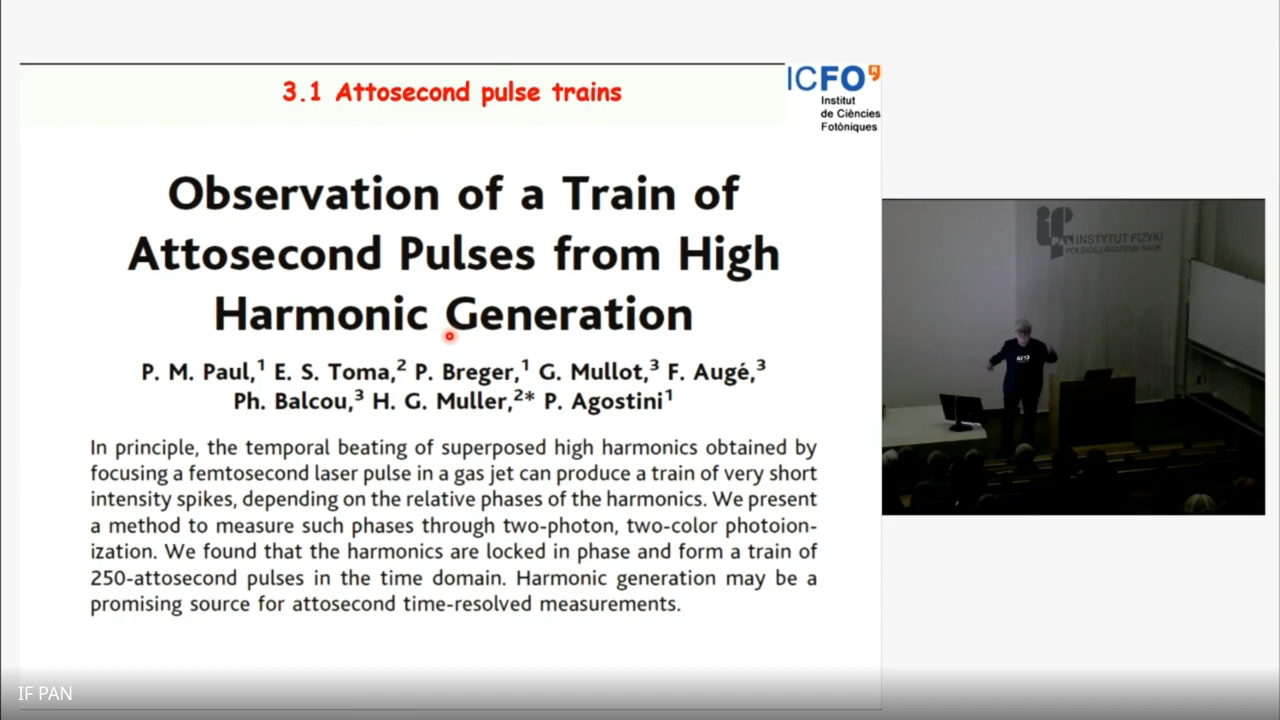 3.1 Attosecond pulse trains
ICFO
R
Institut
de Ciències
Fotòniques
Observation of a Train of
Attosecond Pulses from High
Harmonic Generation
P. M. Paul,¹ E. S. Toma,² P. Breger,¹ G. Mullot,³ F. Augé,³
Ph. Balcou,³ H. G. Muller,²* P. Agostini¹
In principle, the temporal beating of superposed high harmonics obtained by
focusing a femtosecond laser pulse in a gas jet can produce a train of very short
intensity spikes, depending on the relative phases of the harmonics. We present
a method to measure such phases through two-photon, two-color photoion-
ization. We found that the harmonics are locked in phase and form a train of
250-attosecond pulses in the time domain. Harmonic generation may be a
promising source for attosecond time-resolved measurements.
INSTYTUT FIZYKI
POLSKIEJ AKADEMII NAUK
IF PAN